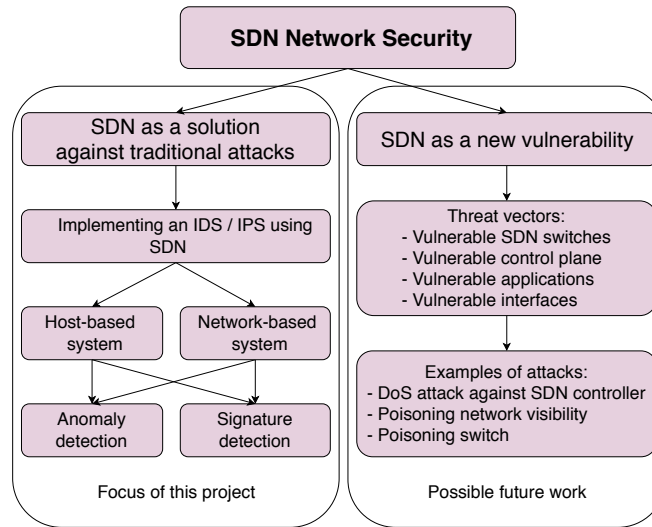 SDN Network Security
SDN as a solution
against traditional attacks
Implementing an IDS / IPS using
SDN
Host-based
system
Network-based
system
Anomaly
detection
Signature
detection
Focus of this project
SDN as a new vulnerability
Threat vectors:
- Vulnerable SDN switches
- Vulnerable control plane
- Vulnerable applications
- Vulnerable interfaces
Examples of attacks:
- DoS attack against SDN controller
- Poisoning network visibility
- Poisoning switch
Possible future work